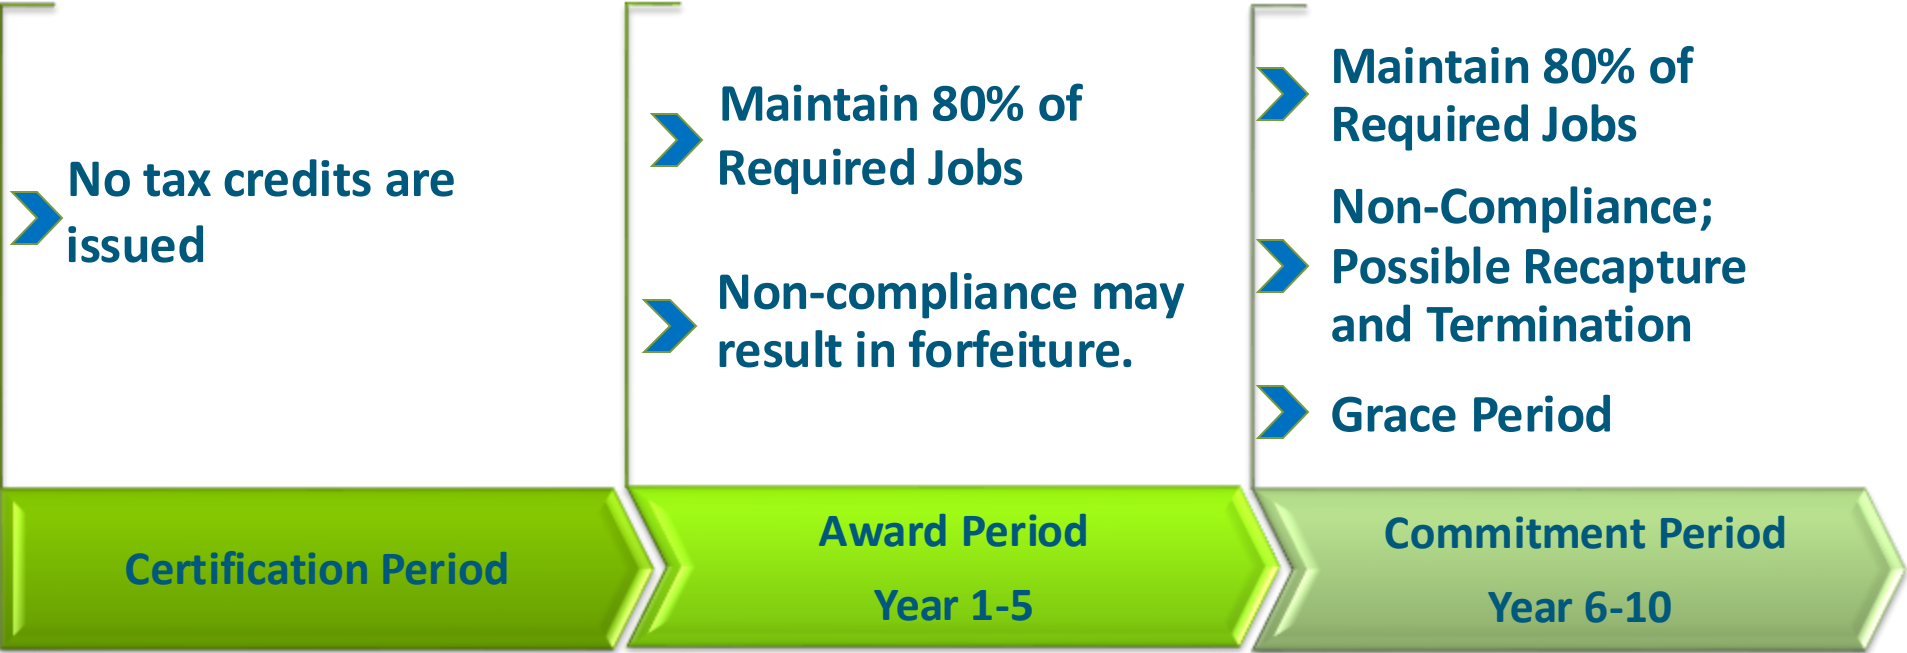 No tax credits are
issued
Certification Period
Maintain 80% of
Required Jobs
Non-compliance may
result in forfeiture.
Award Period
Year 1-5
Maintain 80% of
Required Jobs
Non-Compliance;
Possible Recapture
and Termination
Grace Period
Commitment Period
Year 6-10